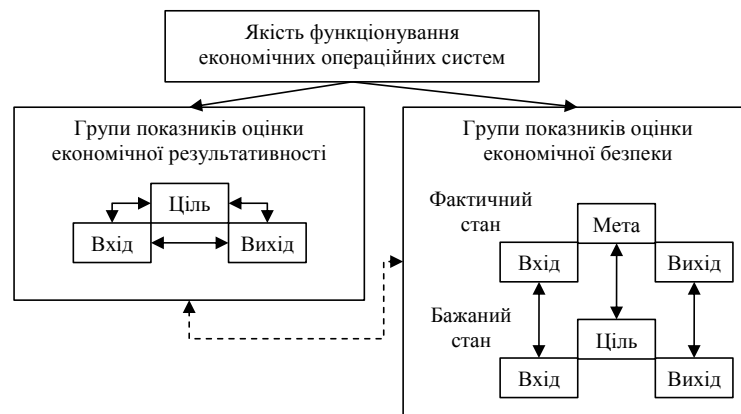 Якість функціонування
економічних операційних систем
Групи показників оцінки
економічної результативності
Ціль
Вхід
Вихід
Групи показників оцінки
економічної безпеки
Фактичний
стан
Мета
Вхід
Вихід
Бажаний
стан
Ціль
Вхід
Вихід